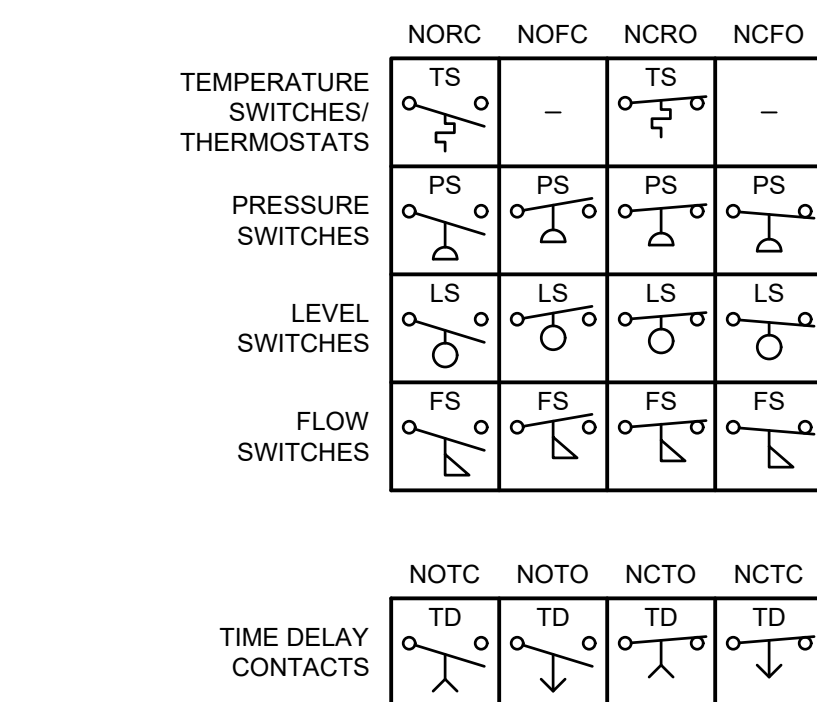 NORC NOFC NCRO NCFO
TEMPERATURE
SWITCHES/
THERMOSTATS
TS – TS –
PRESSURE
SWITCHES
PS PS PS PS
LEVEL
SWITCHES
LS LS LS LS
FLOW
SWITCHES
FS FS FS FS
NOTC NOTO NCTO NCTC
TIME DELAY
CONTACTS
TD TD TD TD